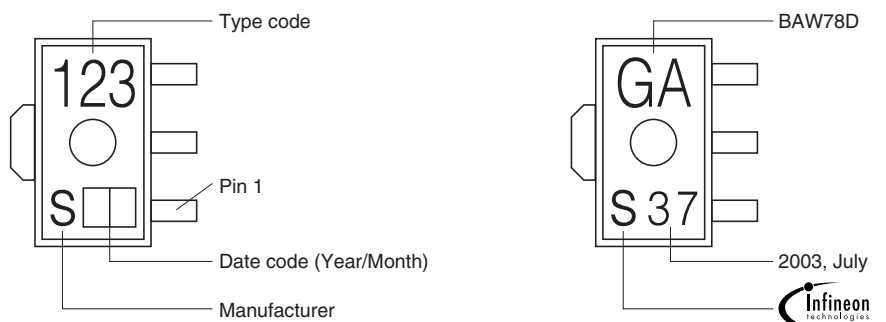 Type code
123
S
Pin 1
Date code (Year/Month)
Manufacturer
BAW78D
GA
S 37
2003, July
Infineon
technologies